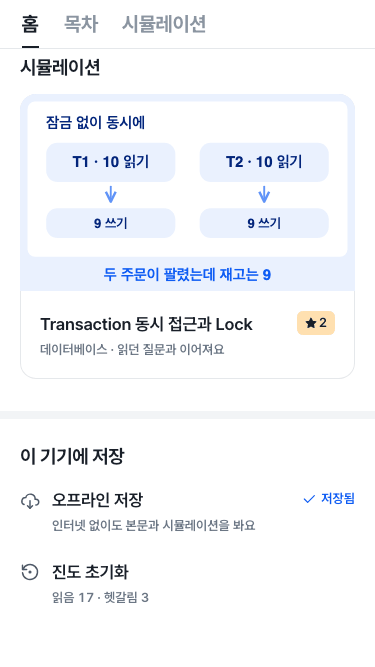 홈 목차 시뮬레이션
시뮬레이션
잠금 없이 동시에
T1 · 10 읽기 T2 · 10 읽기
9 쓰기 9 쓰기
두 주문이 팔렸는데 재고는 9
Transaction 동시 접근과 Lock ★ 2
데이터베이스 · 읽던 질문과 이어져요
이 기기에 저장
오프라인 저장 저장됨
인터넷 없이도 본문과 시뮬레이션을 봐요
진도 초기화
읽음 17 · 헷갈림 3